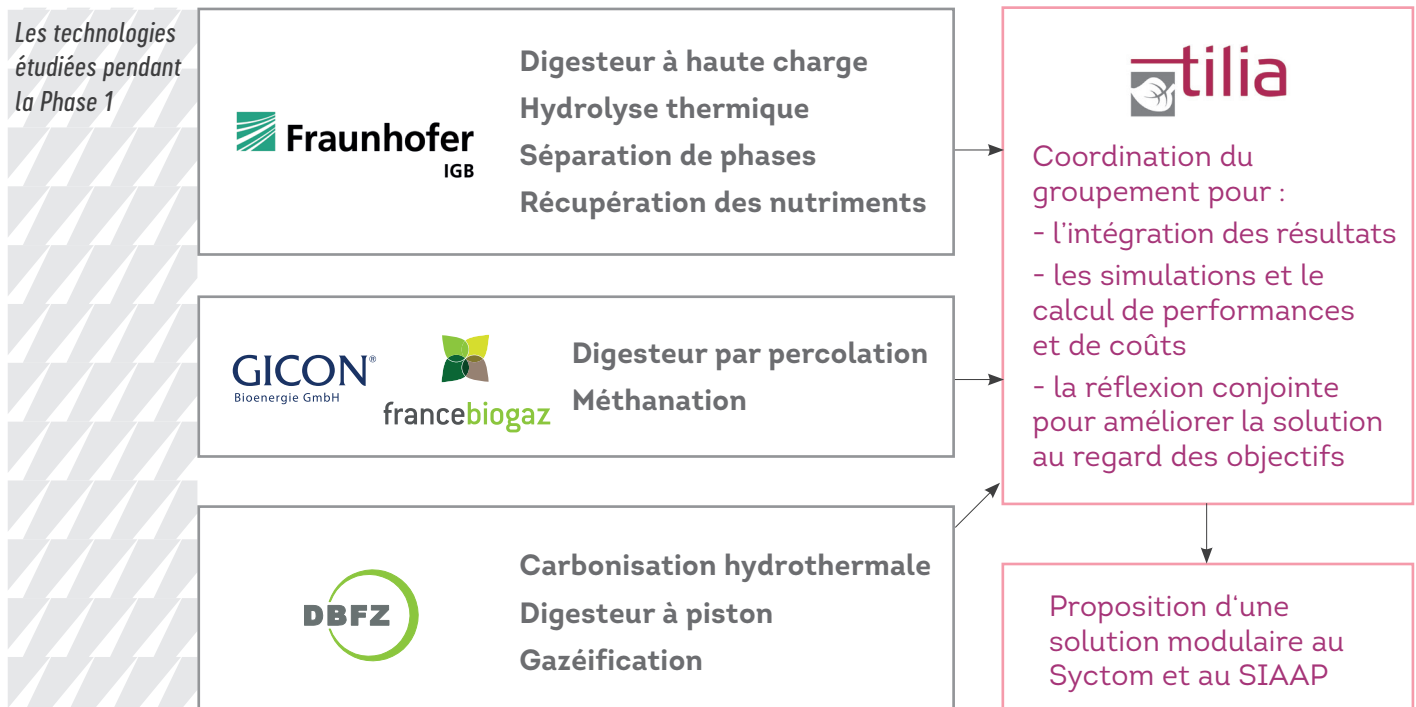 Les technologies
étudiées pendant
la Phase 1
Fraunhofer
IGB
Digesteur à haute charge
Hydrolyse thermique
Séparation de phases
Récupération des nutriments
GICON®
Bioenergie GmbH
francebiogaz
Digesteur par percolation
Méthanation
DBFZ
Carbonisation hydrothermale
Digesteur à piston
Gazéification
tilia
Coordination du
groupement pour :
- l'intégration des résultats
- les simulations et le
calcul de performances
et de coûts
- la réflexion conjointe
pour améliorer la solution
au regard des objectifs
Proposition d‘une
solution modulaire au
Syctom et au SIAAP